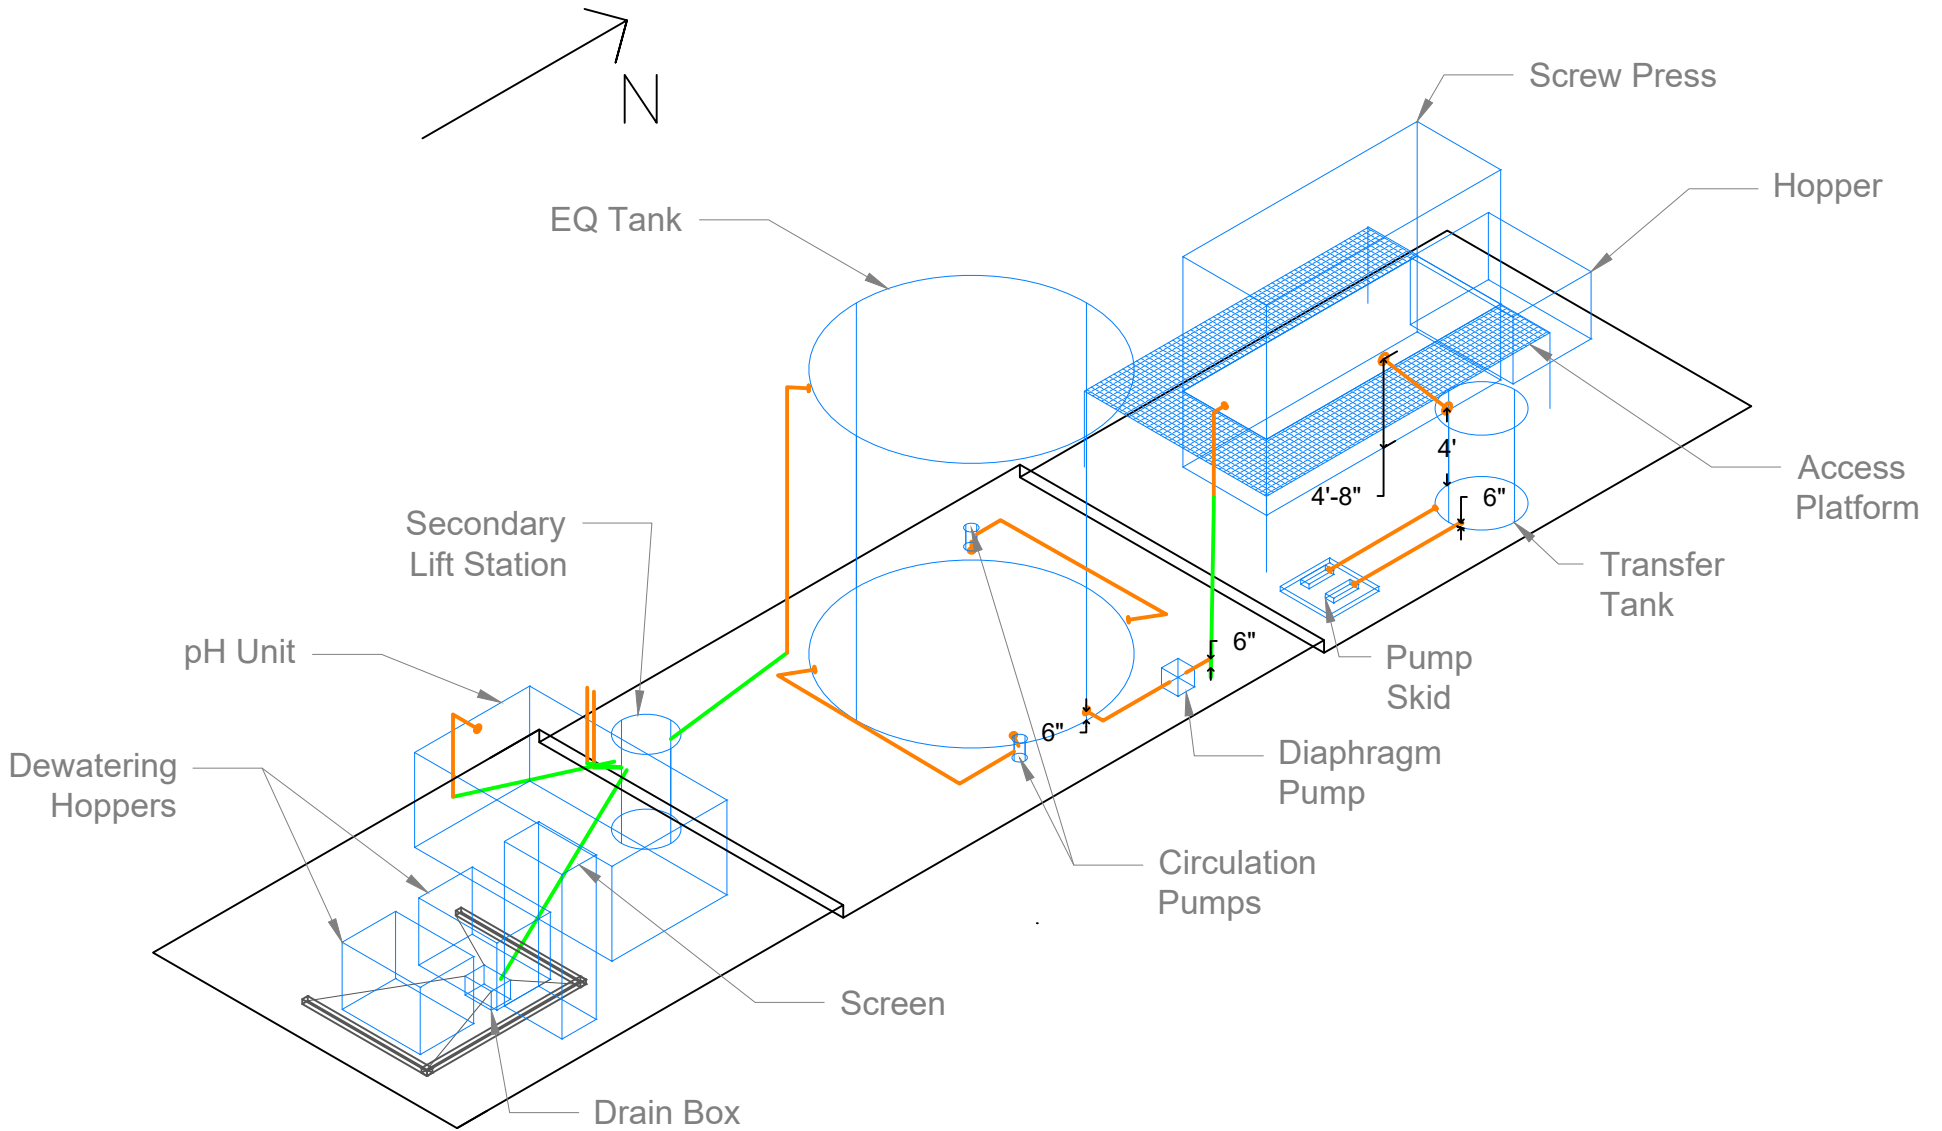 N
Screw Press
Hopper
EQ Tank
4'
4'-8"
6"
Access
Platform
Secondary
Lift Station
Transfer
Tank
pH Unit
6"
Pump
Skid
6"
Dewatering
Hoppers
Diaphragm
Pump
Circulation
Pumps
Screen
Drain Box